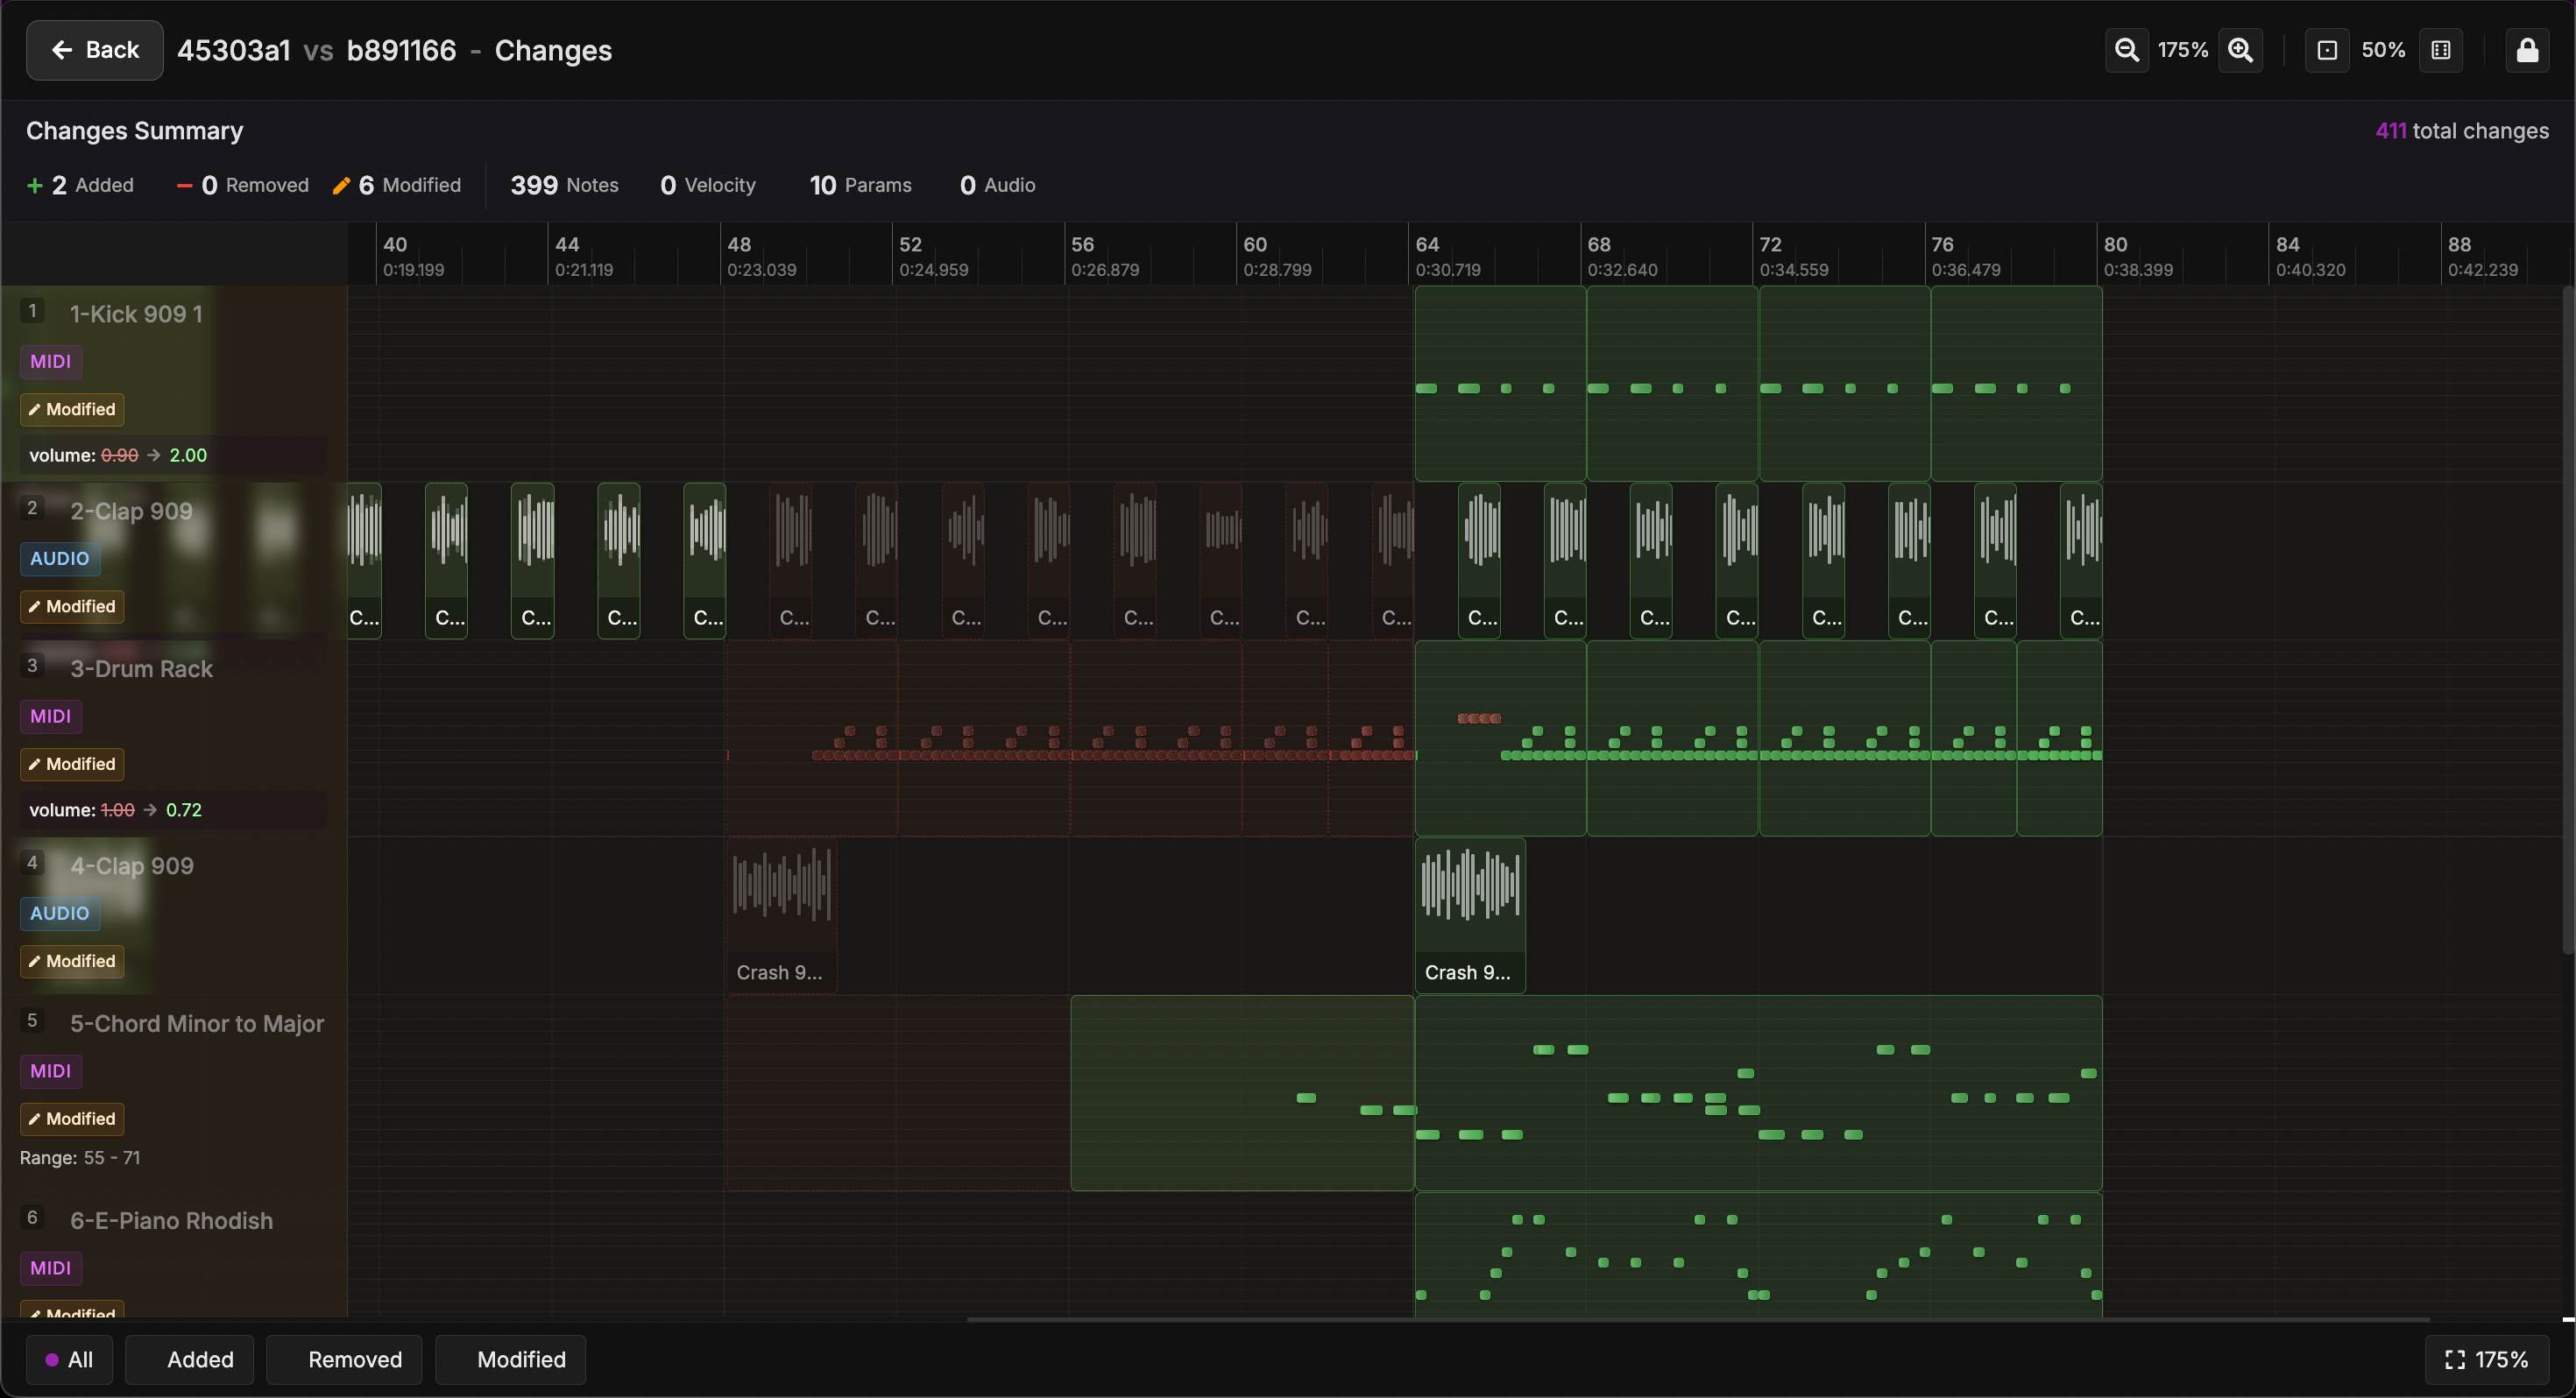 Back 45303a1 vs b891166 - Changes 175% 50%
Changes Summary 411 total changes
2 Added 0 Removed 6 Modified 399 Notes 0 Velocity 10 Params 0 Audio
40 44 48 52 56 60 64 68 72 76 80 84 88
0:19.199 0:21.119 0:23.039 0:24.959 0:26.879 0:28.799 0:30.719 0:32.640 0:34.559 0:36.479 0:38.399 0:40.320 0:42.239
1 1-Kick 909 1
MIDI
Modified
volume: 0.90 → 2.00
2 2-Clap 909
AUDIO
Modified
C... C... C... C... C... C... C... C... C... C... C... C... C... C... C... C... C... C... C... C... C...
3 3-Drum Rack
MIDI
Modified
volume: 1.00 → 0.72
4 4-Clap 909
AUDIO
Modified
Crash 9... Crash 9...
5 5-Chord Minor to Major
MIDI
Modified
Range: 55 - 71
6 6-E-Piano Rhodish
MIDI
Modified
All Added Removed Modified 175%